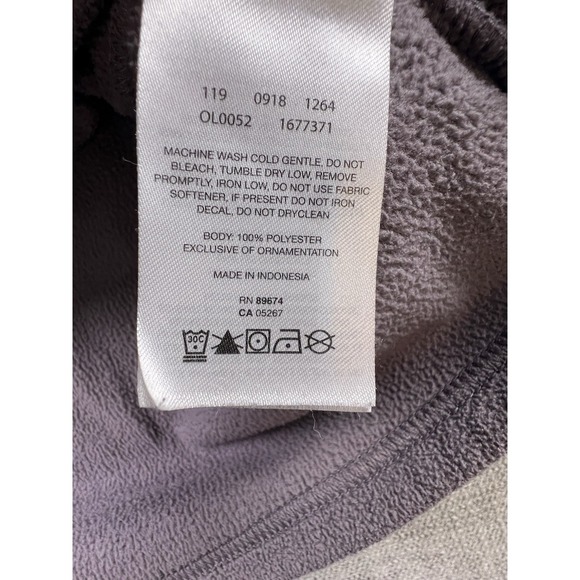 119 0918 1264
OL0052 1677371
MACHINE WASH COLD GENTLE, DO NOT
BLEACH, TUMBLE DRY LOW, REMOVE
PROMPTLY, IRON LOW, DO NOT USE FABRIC
SOFTENER, IF PRESENT DO NOT IRON
DECAL, DO NOT DRYCLEAN
BODY: 100% POLYESTER
EXCLUSIVE OF ORNAMENTATION
MADE IN INDONESIA
RN 89674
CA 05267
30C